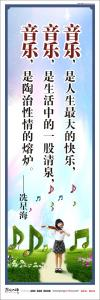 音乐，是人生最大的快乐，
音乐，是生活中的一股清泉，
音乐，是陶冶性情的熔炉。
——冼星海